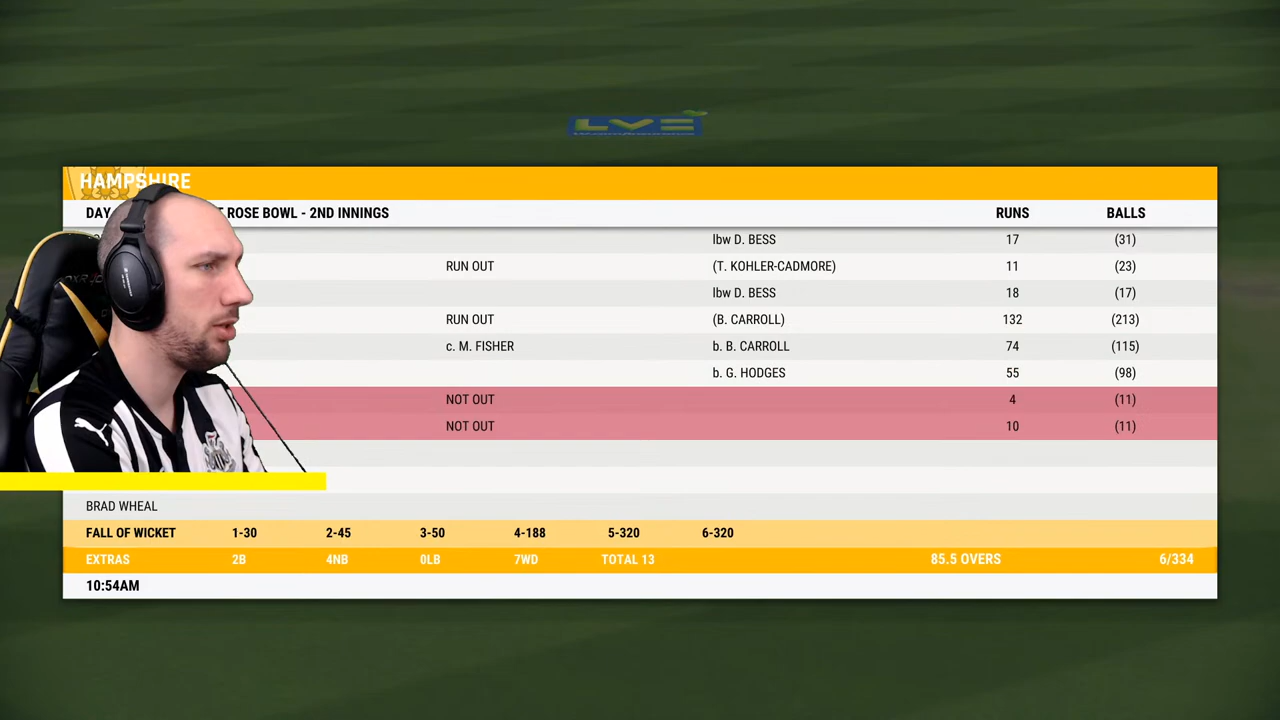 LVE
HAMPSHIRE
DAY ROSE BOWL - 2ND INNINGS RUNS BALLS
lbw D. BESS 17 (31)
RUN OUT (T. KOHLER-CADMORE) 11 (23)
lbw D. BESS 18 (17)
RUN OUT (B. CARROLL) 132 (213)
c. M. FISHER b. B. CARROLL 74 (115)
b. G. HODGES 55 (98)
NOT OUT 4 (11)
NOT OUT 10 (11)
BRAD WHEAL
FALL OF WICKET 1-30 2-45 3-50 4-188 5-320 6-320
EXTRAS 2B 4NB 0LB 7WD TOTAL 13 85.5 OVERS 6/334
10:54AM